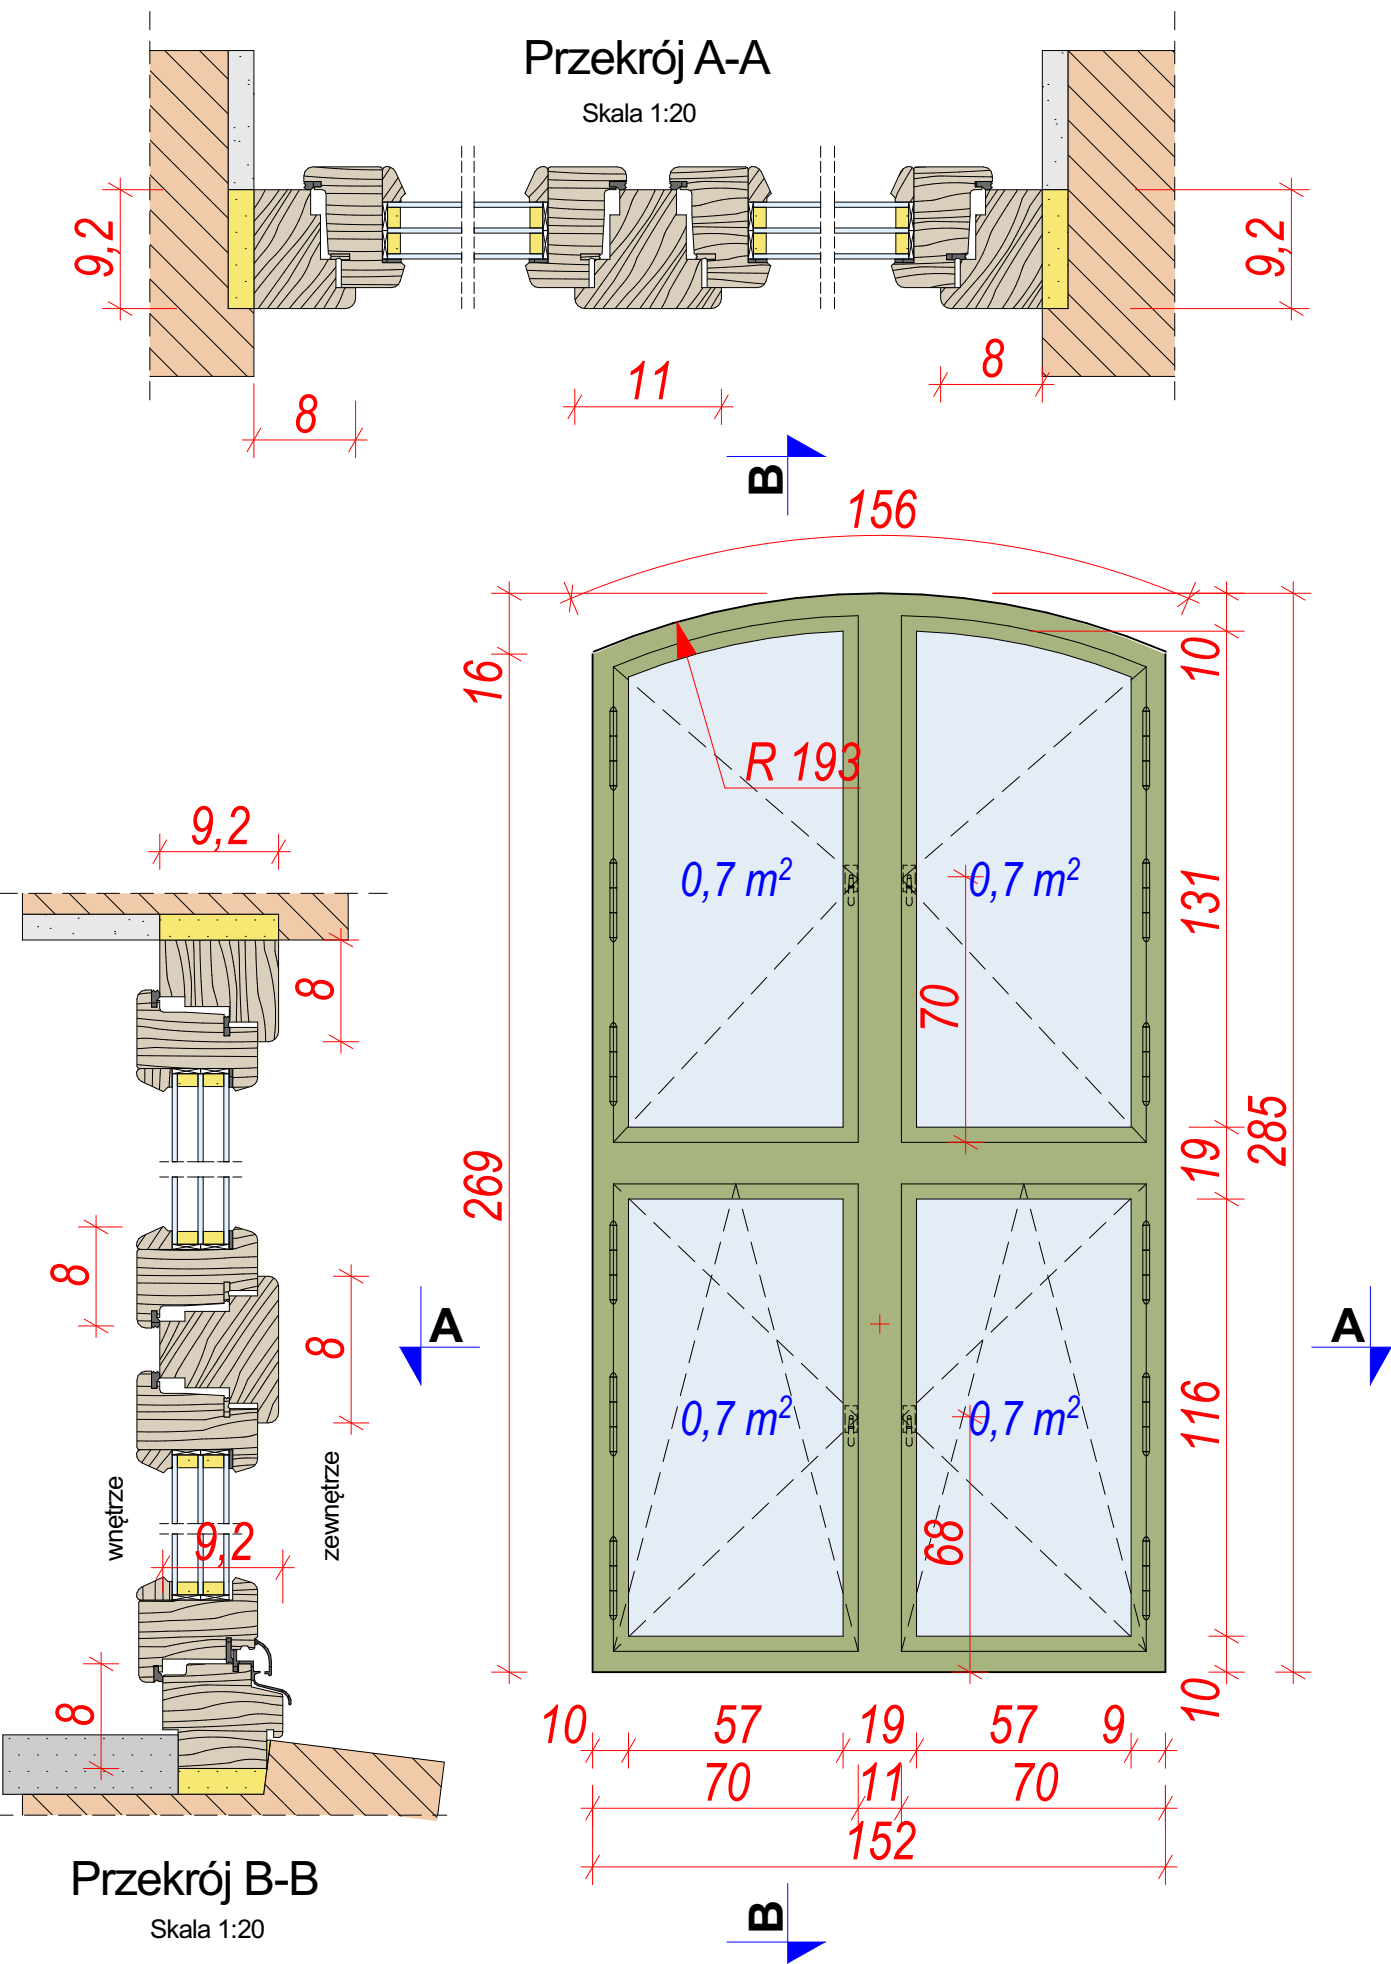 Przekrój A-A
Skala 1:20
9,2
9,2
8
11
8
B
156
16
10
R 193
9,2
0,7 m²
0,7 m²
131
8
70
285
269
19
8
8
A
A
0,7 m²
0,7 m²
116
wnętrze
zewnętrze
9,2
68
8
10
10
57
19
57
9
70
11
70
152
Przekrój B-B
Skala 1:20
B